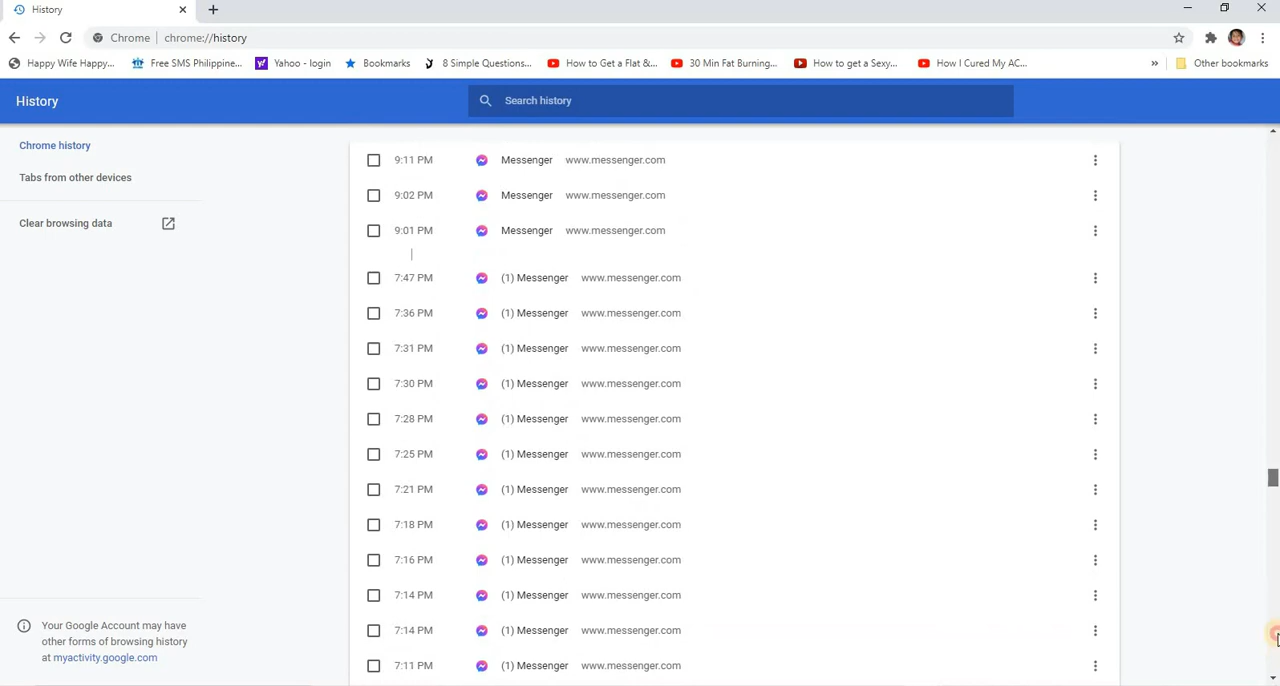 History
Chrome | chrome://history
Happy Wife Happy... Free SMS Philippine... Yahoo - login Bookmarks 8 Simple Questions... How to Get a Flat &... 30 Min Fat Burning... How to get a Sexy... How I Cured My AC... » Other bookmarks
History Search history
Chrome history
Tabs from other devices
Clear browsing data
9:11 PM Messenger www.messenger.com
9:02 PM Messenger www.messenger.com
9:01 PM Messenger www.messenger.com
7:47 PM (1) Messenger www.messenger.com
7:36 PM (1) Messenger www.messenger.com
7:31 PM (1) Messenger www.messenger.com
7:30 PM (1) Messenger www.messenger.com
7:28 PM (1) Messenger www.messenger.com
7:25 PM (1) Messenger www.messenger.com
7:21 PM (1) Messenger www.messenger.com
7:18 PM (1) Messenger www.messenger.com
7:16 PM (1) Messenger www.messenger.com
7:14 PM (1) Messenger www.messenger.com
7:14 PM (1) Messenger www.messenger.com
7:11 PM (1) Messenger www.messenger.com
Your Google Account may have
other forms of browsing history
at myactivity.google.com